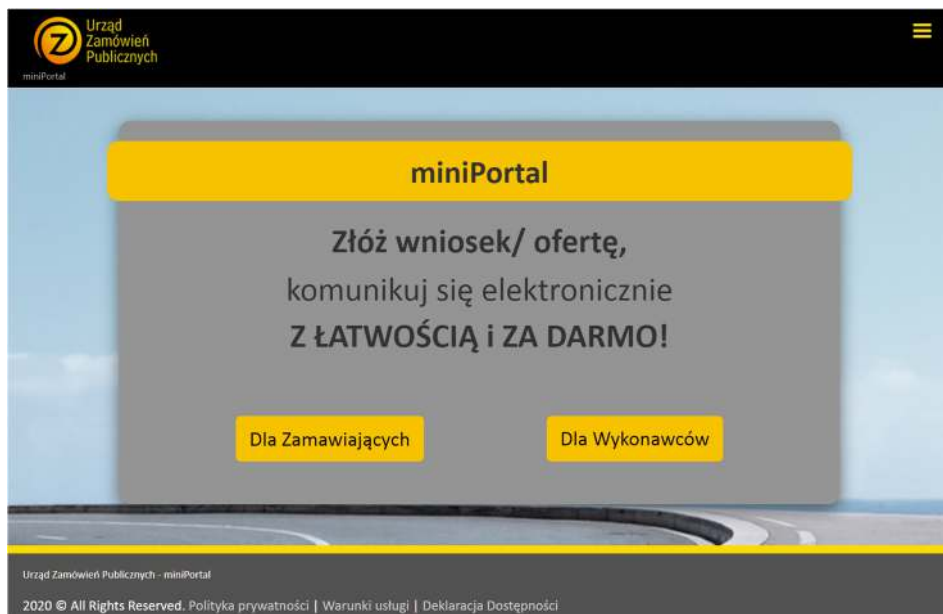 Urząd
Zamówień
Publicznych
miniPortal
miniPortal
Złóż wniosek/ ofertę,
komunikuj się elektronicznie
Z ŁATWOŚCIĄ i ZA DARMO!
Dla Zamawiających
Dla Wykonawców
Urząd Zamówień Publicznych - miniPortal
2020 © All Rights Reserved. Polityka prywatności | Warunki usługi | Deklaracja Dostępności